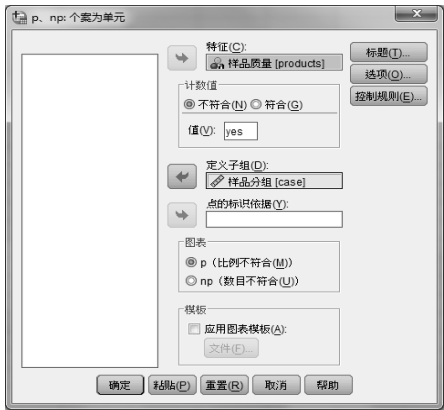 p、np: 个案为单元
特征(C):
样品质量 [products]
标题(T)...
选项(O)...
控制规则(E)...
计数值
不符合(N) 符合(G)
值(V): yes
定义子组(D):
样品分组 [case]
点的标识依据(Y):
图表
p（比例不符合(M)）
np（数目不符合(U)）
模板
应用图表模板(A):
文件(F)...
确定 粘贴(P) 重置(R) 取消 帮助